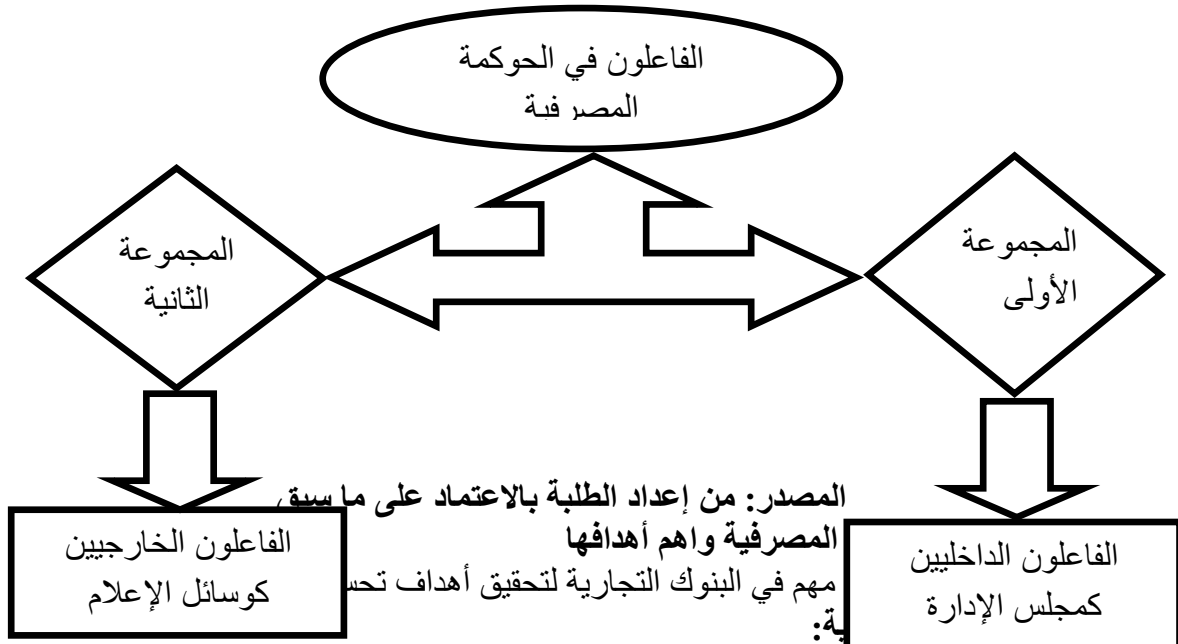 الفاعلون في الحوكمة
المصرفية
المجموعة
الأولى
المجموعة
الثانية
المصدر: من إعداد الطلبة بالاعتماد على ما سبق
المصرفية واهم أهدافها
مهم في البنوك التجارية لتحقيق أهداف
الفاعلون الداخليين
كمجلس الإدارة
الفاعلون الخارجيين
كوسائل الإعلام